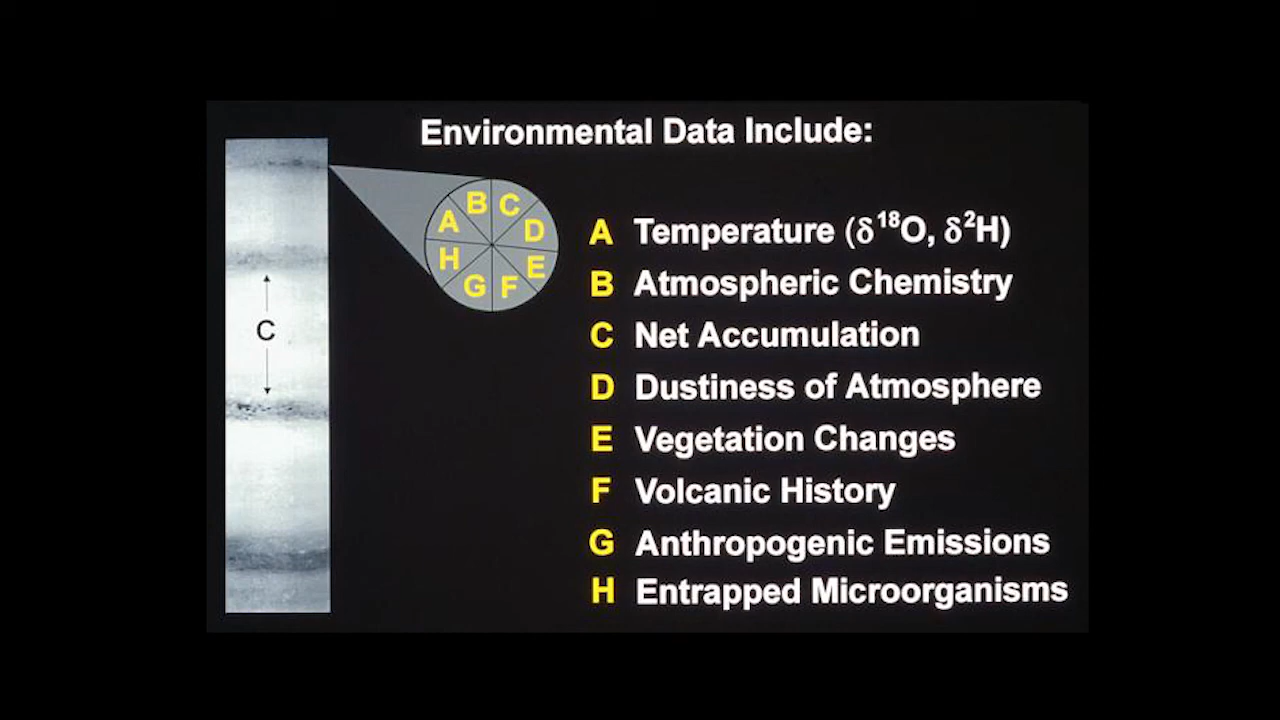 Environmental Data Include:
C
A
B
C
D
E
F
G
H
A Temperature (δ¹⁸O, δ²H)
B Atmospheric Chemistry
C Net Accumulation
D Dustiness of Atmosphere
E Vegetation Changes
F Volcanic History
G Anthropogenic Emissions
H Entrapped Microorganisms